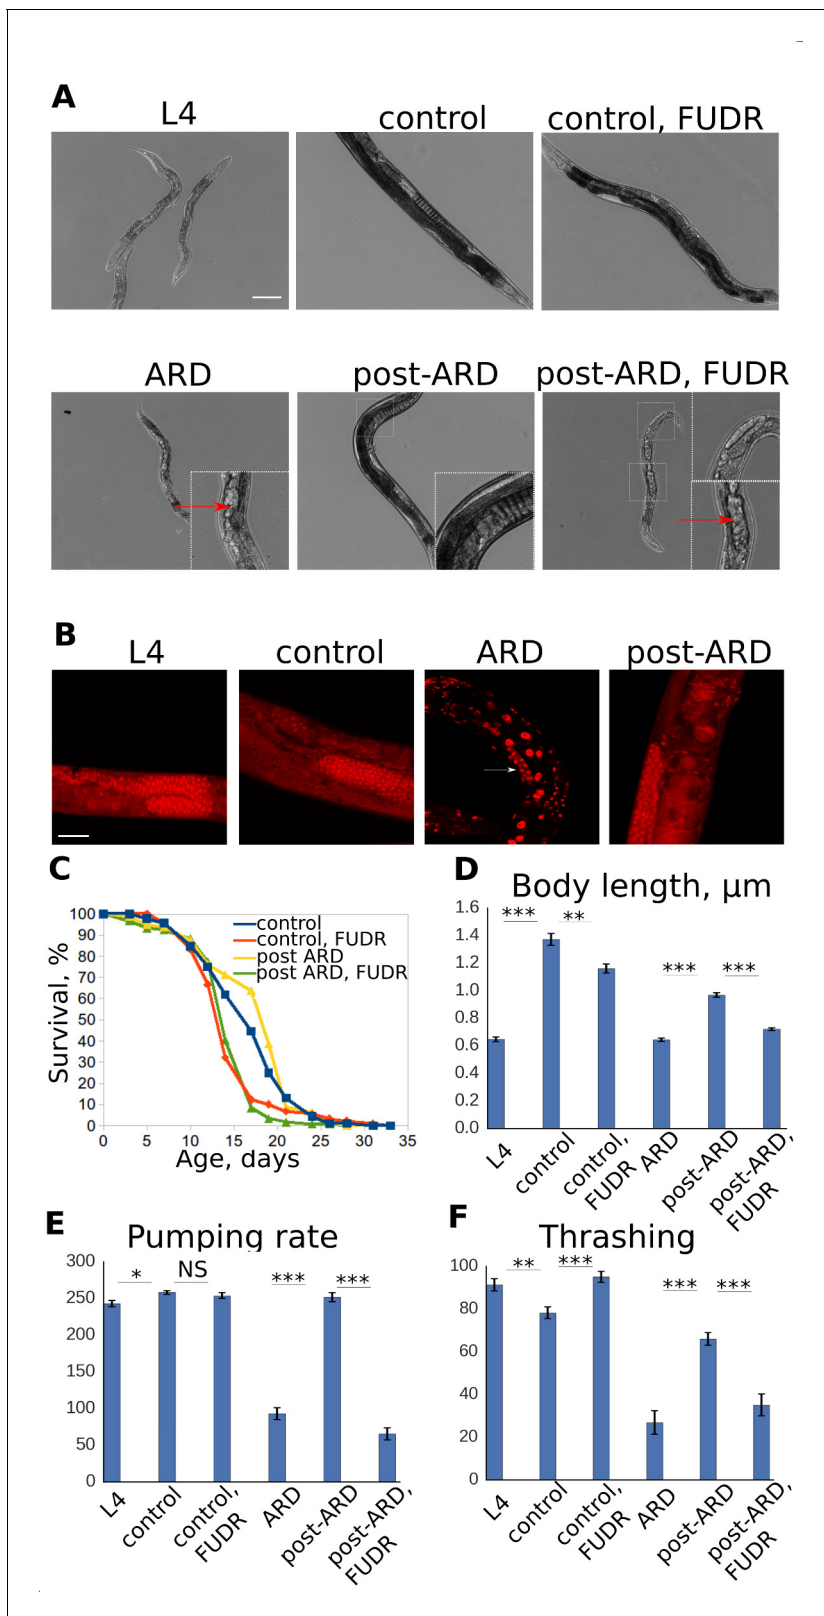 A
L4
control
control, FUDR
ARD
post-ARD
post-ARD, FUDR
B
L4
control
ARD
post-ARD
C
Survival, %
100
90
80
70
60
50
40
30
20
10
0
control
control, FUDR
post ARD
post ARD, FUDR
0
5
10
15
20
25
30
35
Age, days
D
Body length, µm
1.6
1.4
1.2
1.0
0.8
0.6
0.4
0.2
0.0
***
**
***
***
L4
control
control,
FUDR
ARD
post-ARD
post-ARD,
FUDR
E
Pumping rate
300
250
200
150
100
50
0
*
NS
***
***
L4
control
control,
FUDR
ARD
post-ARD
post-ARD,
FUDR
F
Thrashing
100
80
60
40
20
0
**
***
***
***
L4
control
control,
FUDR
ARD
post-ARD
post-ARD,
FUDR